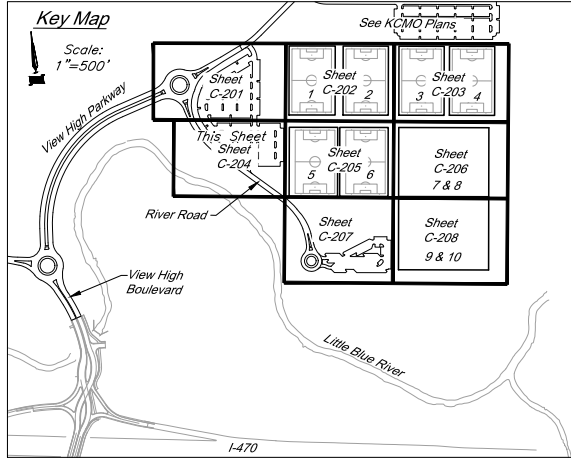 Key Map
Scale:
1"=500'
See KCMO Plans
View High Parkway
Sheet
C-201
Sheet
C-202
1
2
Sheet
C-203
3
4
This Sheet
Sheet
C-204
Sheet
C-205
5
6
Sheet
C-206
7 & 8
River Road
Sheet
C-207
Sheet
C-208
9 & 10
View High
Boulevard
Little Blue River
I-470